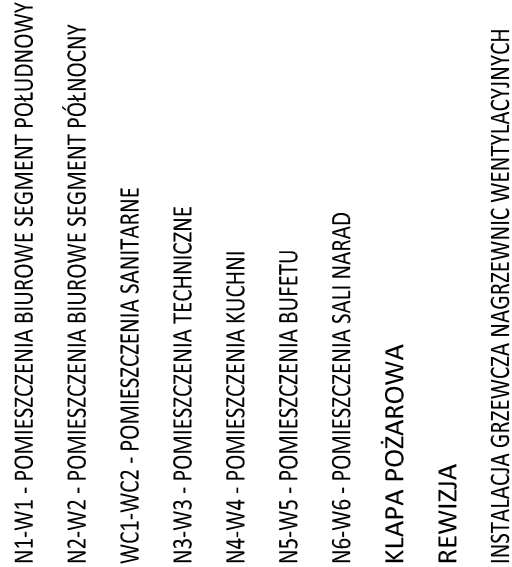 N1-W1 - POMIESZCZENIA BIUROWE SEGMENT POŁUDNOWY
N2-W2 - POMIESZCZENIA BIUROWE SEGMENT PÓŁNOCNY
WC1-WC2 - POMIESZCZENIA SANITARNE
N3-W3 - POMIESZCZENIA TECHNICZNE
N4-W4 - POMIESZCZENIA KUCHNI
N5-W5 - POMIESZCZENIA BUFETU
N6-W6 - POMIESZCZENIA SALI NARAD
KLAPA POŻAROWA
REWIZJA
INSTALACJA GRZEWCZA NAGRZEWNIC WENTYLACYJNYCH